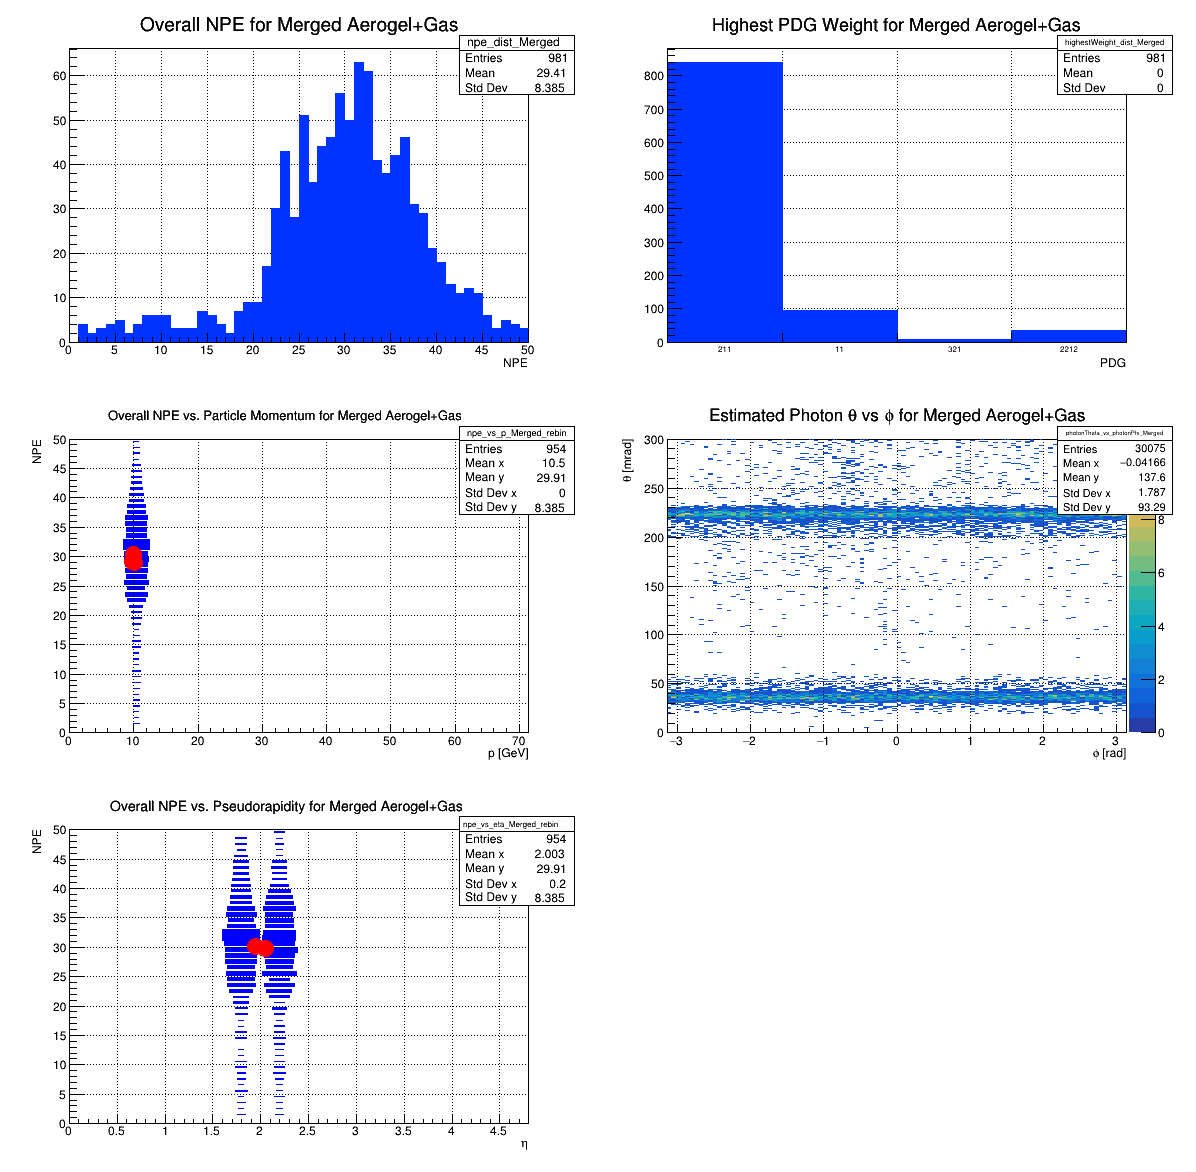 Overall NPE for Merged Aerogel+Gas
npe_dist_Merged
Entries 981
Mean 29.41
Std Dev 8.385
60
50
40
30
20
10
0
0 5 10 15 20 25 30 35 40 45 50
NPE
Highest PDG Weight for Merged Aerogel+Gas
highestWeight_dist_Merged
Entries 981
Mean 0
Std Dev 0
800
700
600
500
400
300
200
100
0
211 11 321 2212
PDG
Overall NPE vs. Particle Momentum for Merged Aerogel+Gas
npe_vs_p_Merged_rebin
Entries 954
Mean x 10.5
Mean y 29.91
Std Dev x 0
Std Dev y 8.385
NPE
50
45
40
35
30
25
20
15
10
5
0
0 10 20 30 40 50 60 70
p [GeV]
Estimated Photon θ vs ϕ for Merged Aerogel+Gas
photonTheta_vs_photonPhi_Merged
Entries 30075
Mean x −0.04166
Mean y 137.6
Std Dev x 1.787
Std Dev y 93.29
θ [mrad]
300
250
200
150
100
50
0
−3 −2 −1 0 1 2 3
ϕ [rad]
8
6
4
2
0
Overall NPE vs. Pseudorapidity for Merged Aerogel+Gas
npe_vs_eta_Merged_rebin
Entries 954
Mean x 2.003
Mean y 29.91
Std Dev x 0.2
Std Dev y 8.385
NPE
50
45
40
35
30
25
20
15
10
5
0
0 0.5 1 1.5 2 2.5 3 3.5 4 4.5
η